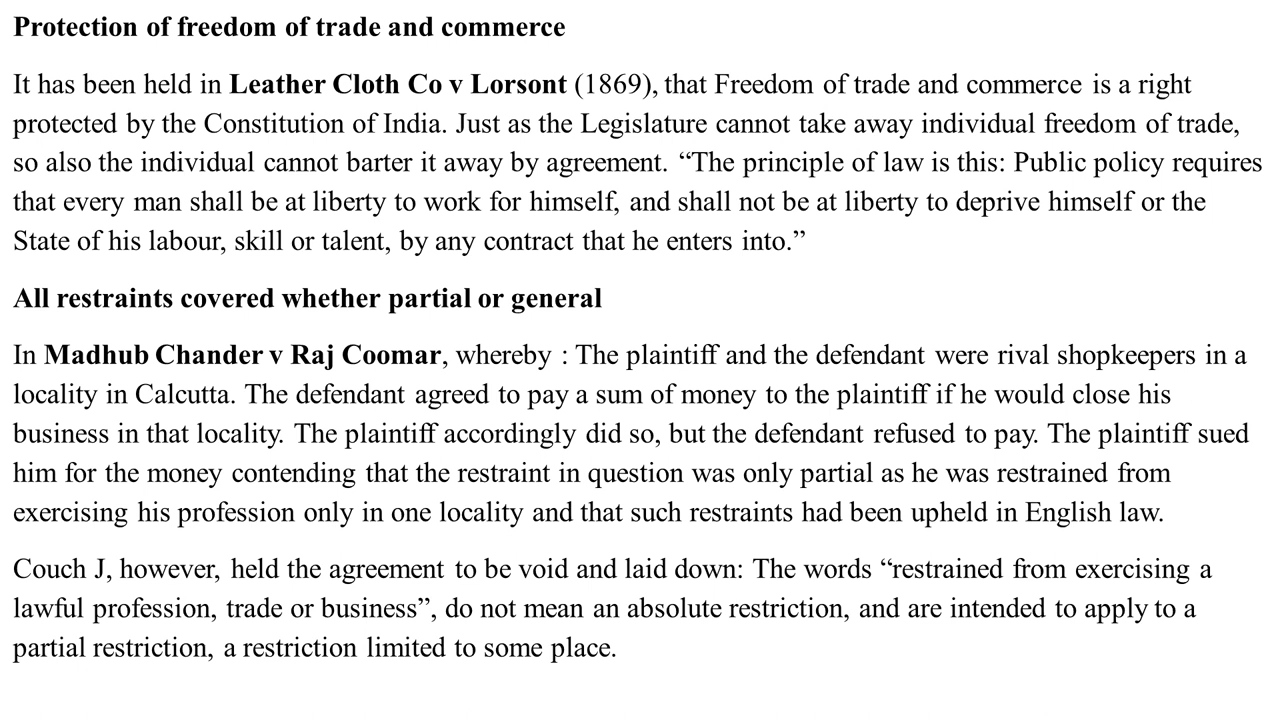 Protection of freedom of trade and commerce
It has been held in Leather Cloth Co v Lorsont (1869), that Freedom of trade and commerce is a right
protected by the Constitution of India. Just as the Legislature cannot take away individual freedom of trade,
so also the individual cannot barter it away by agreement. “The principle of law is this: Public policy requires
that every man shall be at liberty to work for himself, and shall not be at liberty to deprive himself or the
State of his labour, skill or talent, by any contract that he enters into.”
All restraints covered whether partial or general
In Madhub Chander v Raj Coomar, whereby : The plaintiff and the defendant were rival shopkeepers in a
locality in Calcutta. The defendant agreed to pay a sum of money to the plaintiff if he would close his
business in that locality. The plaintiff accordingly did so, but the defendant refused to pay. The plaintiff sued
him for the money contending that the restraint in question was only partial as he was restrained from
exercising his profession only in one locality and that such restraints had been upheld in English law.
Couch J, however, held the agreement to be void and laid down: The words “restrained from exercising a
lawful profession, trade or business”, do not mean an absolute restriction, and are intended to apply to a
partial restriction, a restriction limited to some place.